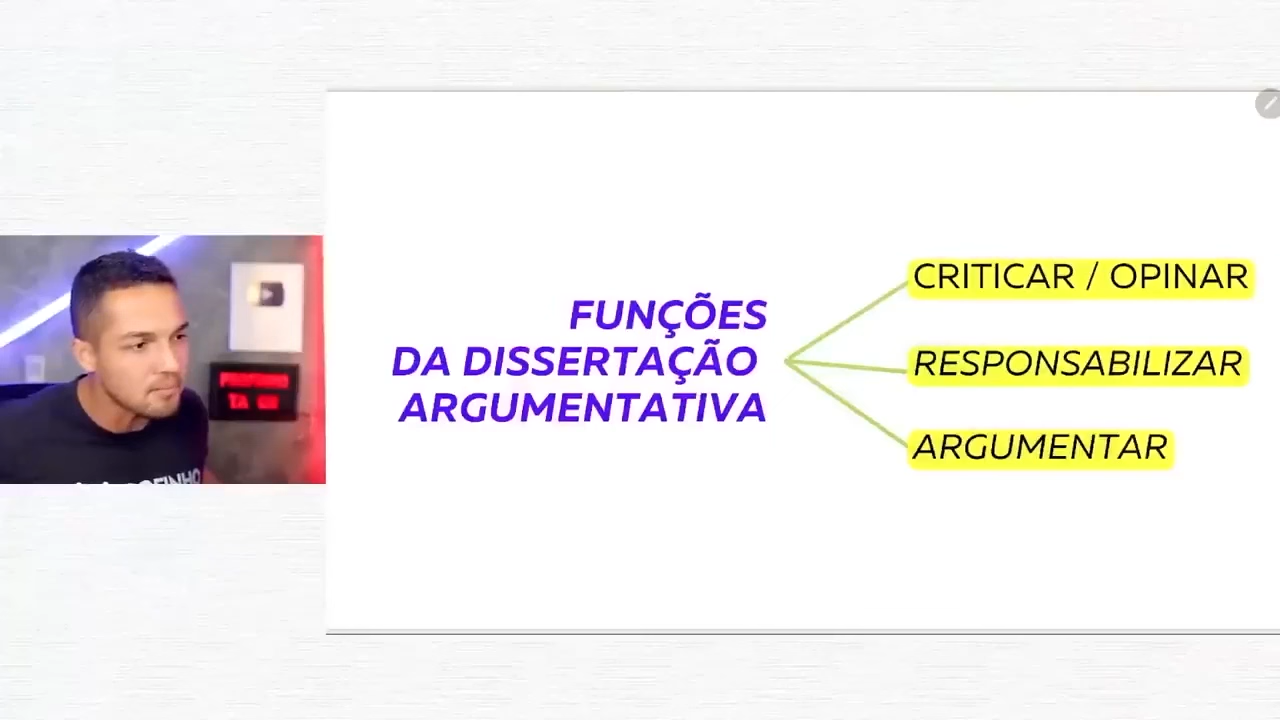 FUNÇÕES
DA DISSERTAÇÃO
ARGUMENTATIVA
CRITICAR / OPINAR
RESPONSABILIZAR
ARGUMENTAR